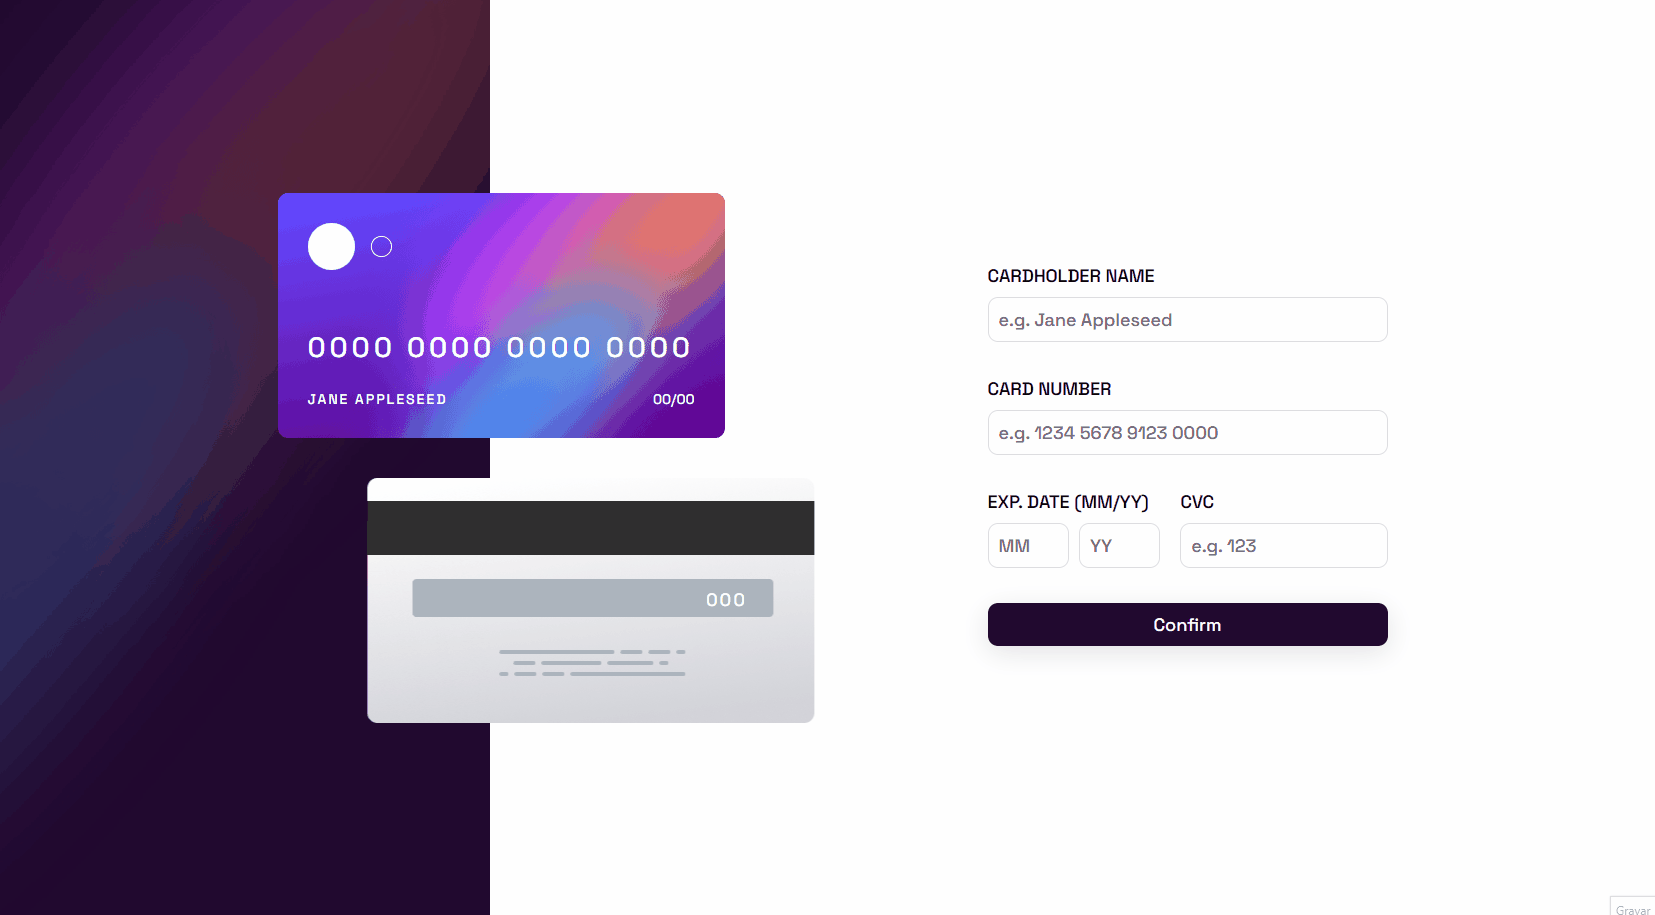 0000 0000 0000 0000
JANE APPLESEED 00/00
000
CARDHOLDER NAME
e.g. Jane Appleseed
CARD NUMBER
e.g. 1234 5678 9123 0000
EXP. DATE (MM/YY) CVC
MM YY e.g. 123
Confirm
Gravar